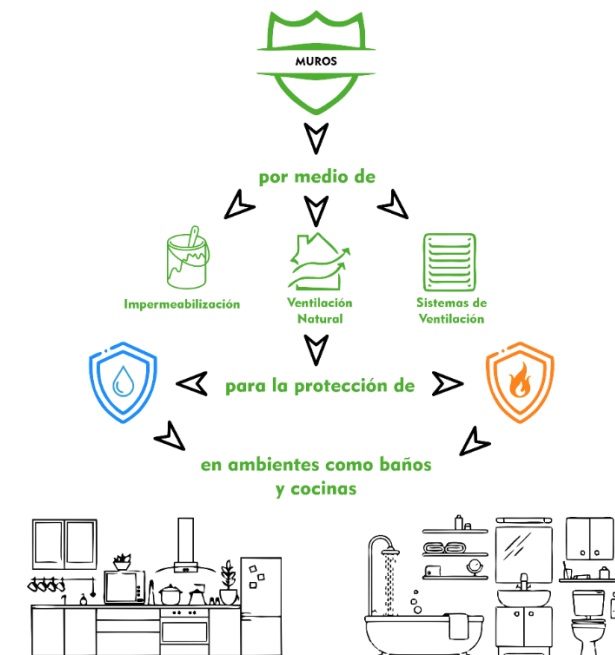 MUROS
por medio de
Impermeabilización
Ventilación
Natural
Sistemas de
Ventilación
para la protección de
en ambientes como baños
y cocinas